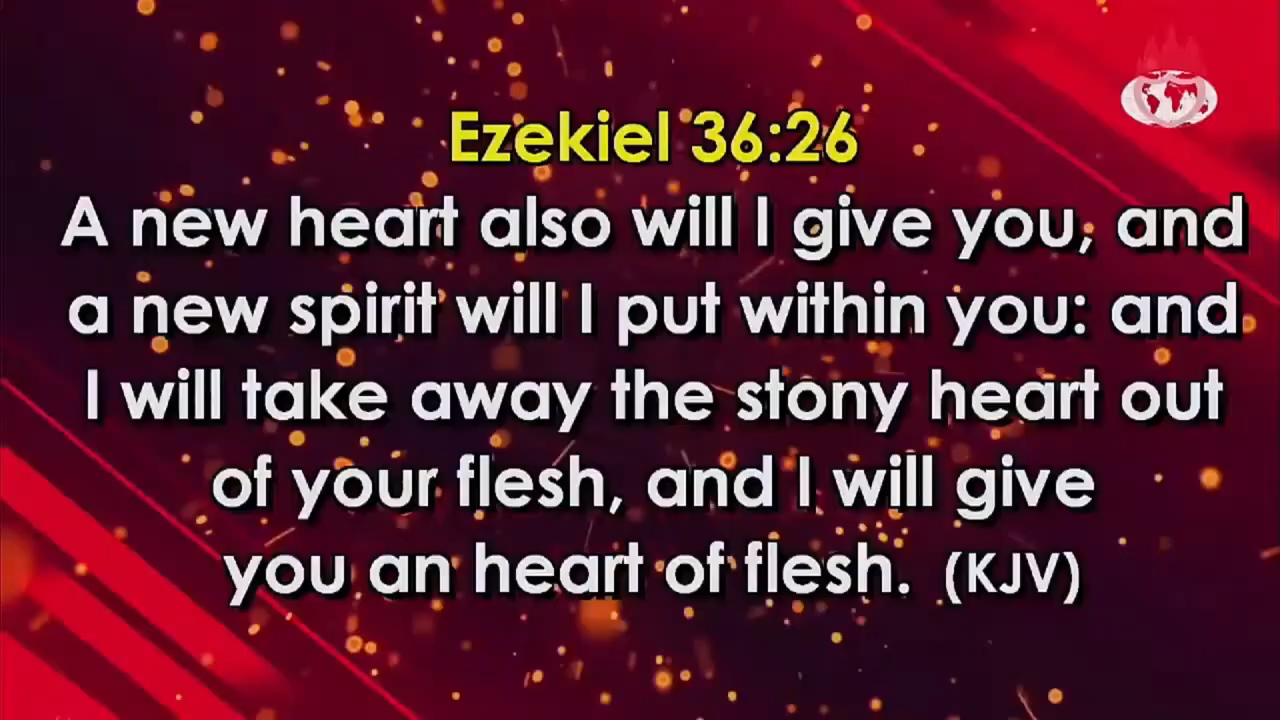 Ezekiel 36:26
A new heart also will I give you, and
a new spirit will I put within you: and
I will take away the stony heart out
of your flesh, and I will give
you an heart of flesh. (KJV)